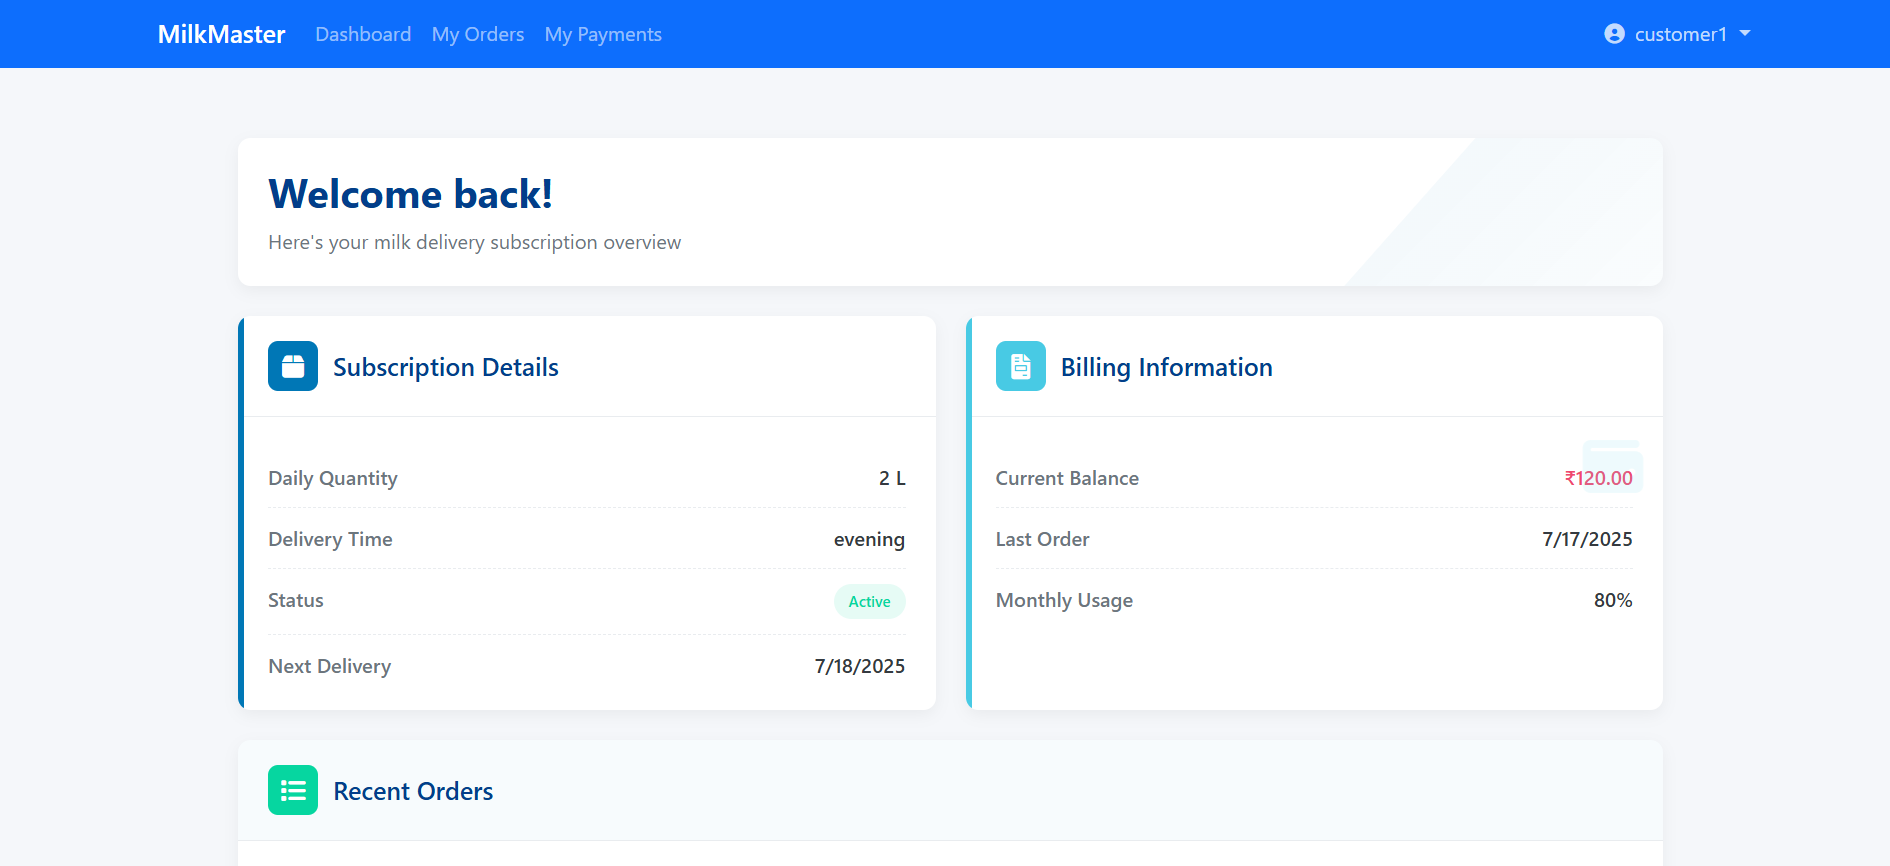 MilkMaster Dashboard My Orders My Payments customer1
Welcome back!
Here's your milk delivery subscription overview
Subscription Details
Daily Quantity 2 L
Delivery Time evening
Status Active
Next Delivery 7/18/2025
Billing Information
Current Balance ₹120.00
Last Order 7/17/2025
Monthly Usage 80%
Recent Orders